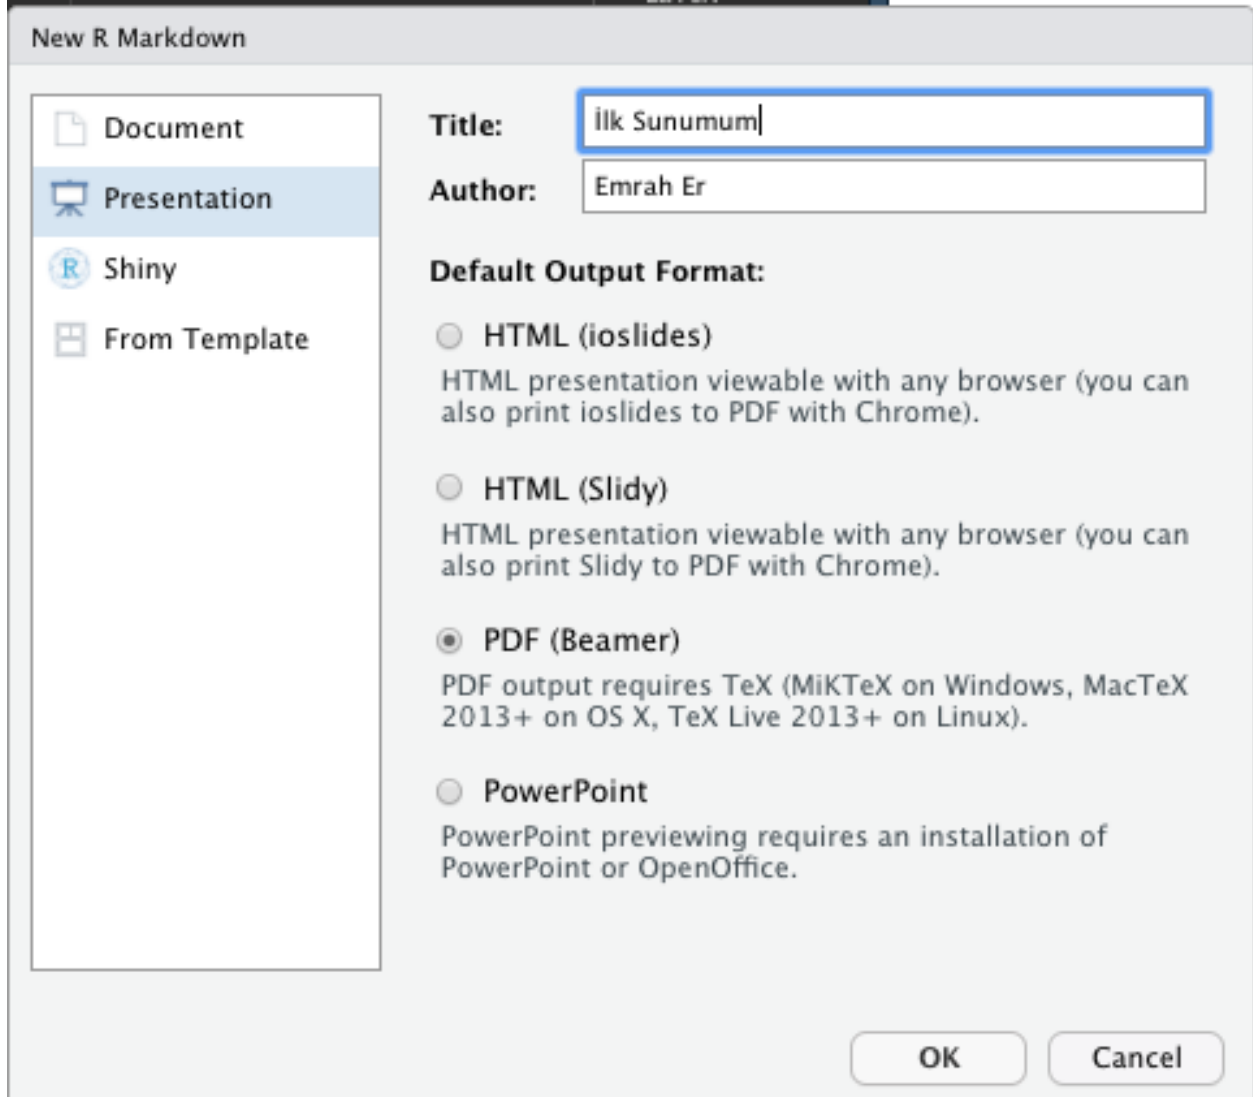 New R Markdown
Document
Presentation
Shiny
From Template
Title:
İlk Sunumum
Author:
Emrah Er
Default Output Format:
HTML (ioslides)
HTML presentation viewable with any browser (you can
also print ioslides to PDF with Chrome).
HTML (Slidy)
HTML presentation viewable with any browser (you can
also print Slidy to PDF with Chrome).
PDF (Beamer)
PDF output requires TeX (MiKTeX on Windows, MacTeX
2013+ on OS X, TeX Live 2013+ on Linux).
PowerPoint
PowerPoint previewing requires an installation of
PowerPoint or OpenOffice.
OK
Cancel